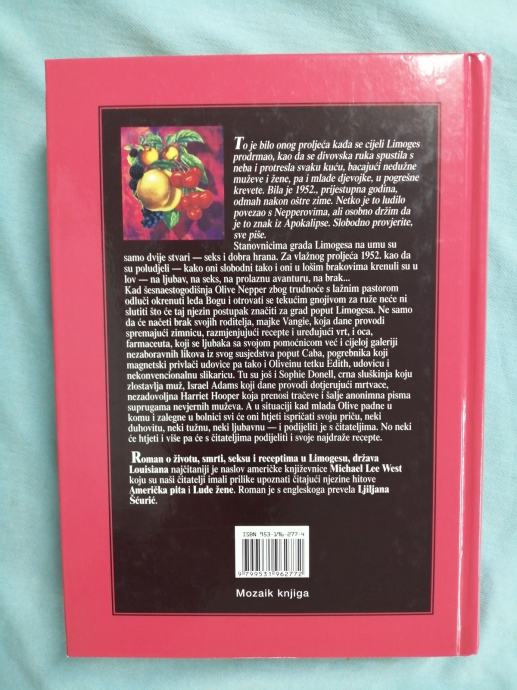 To je bilo onog proljeća kada se cijeli Limoges
prodrmao, kao da se divovska ruka spustila s
neba i protresla svaku kuću, bacajući nedužne
muževe i žene, pa i mlade djevojke, u pogrešne
krevete. Bila je 1952., prijestupna godina,
odmah nakon oštre zime. Netko je to ludilo
povezao s Nepperovima, ali osobno držim da
je to znak iz Apokalipse. Slobodno provjerite,
sve piše.
Stanovnicima grada Limogesa na umu su
samo dvije stvari — seks i dobra hrana. Za vlažnog proljeća 1952. kao da
su poludjeli — kako oni slobodni tako i oni u lošim brakovima krenuli su u
lov — na ljubav, na seks, na prolaznu avanturu, na brak...
Kad šesnaestogodišnja Olive Nepper zbog trudnoće s lažnim pastorom
odluči okrenuti leđa Bogu i otrovati se tekućim gnojivom za ruže neće ni
slutiti što će taj njezin postupak značiti za grad poput Limogesa. Ne samo
da će načeti brak svojih roditelja, majke Vangie, koja dane provodi
spremajući zimnicu, razmjenjujući recepte i uređujući vrt, i oca,
farmaceuta, koji se ljubaka sa svojom pomoćnicom već i cijeloj galeriji
nezaboravnih likova iz svog susjedstva poput Caba, pogrebnika koji
magnetski privlači udovice pa tako i Oliveinu tetku Edith, udovicu i
nekonvencionalnu slikaricu. Tu su još i Sophie Donell, crna sluškinja koju
zlostavlja muž, Israel Adams koji dane provodi dotjerujući mrtvace,
nezadovoljna Harriet Hooper koja prenosi tračeve i šalje anonimna pisma
suprugama nevjernih muževa. A u situaciji kad mlada Olive padne u
komu i zalegne u bolnici svi će oni htjeti ispričati svoju priču, neki
duhovitu, neki tužnu, neki ljubavnu — i podijeliti je s čitateljima. No neki
će htjeti i više pa će s čitateljima podijeliti i svoje najdraže recepte.
Roman o životu, smrti, seksu i receptima u Limogesu, država
Louisiana najčitaniji je naslov američke književnice Michael Lee West
koju su naši čitatelji imali prilike upoznati čitajući njezine hitove
Američka pita i Lude žene. Roman je s engleskoga prevela Ljiljana
Šćurić.
ISBN 953-196-277-4
9 799531 962772
Mozaik knjiga